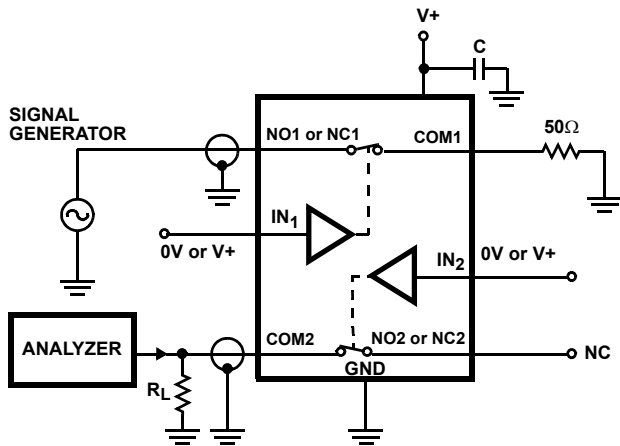 V+
C
SIGNAL
GENERATOR
NO1 or NC1
COM1
50Ω
IN1
0V or V+
IN2
0V or V+
ANALYZER
COM2
NO2 or NC2
NC
GND
RL